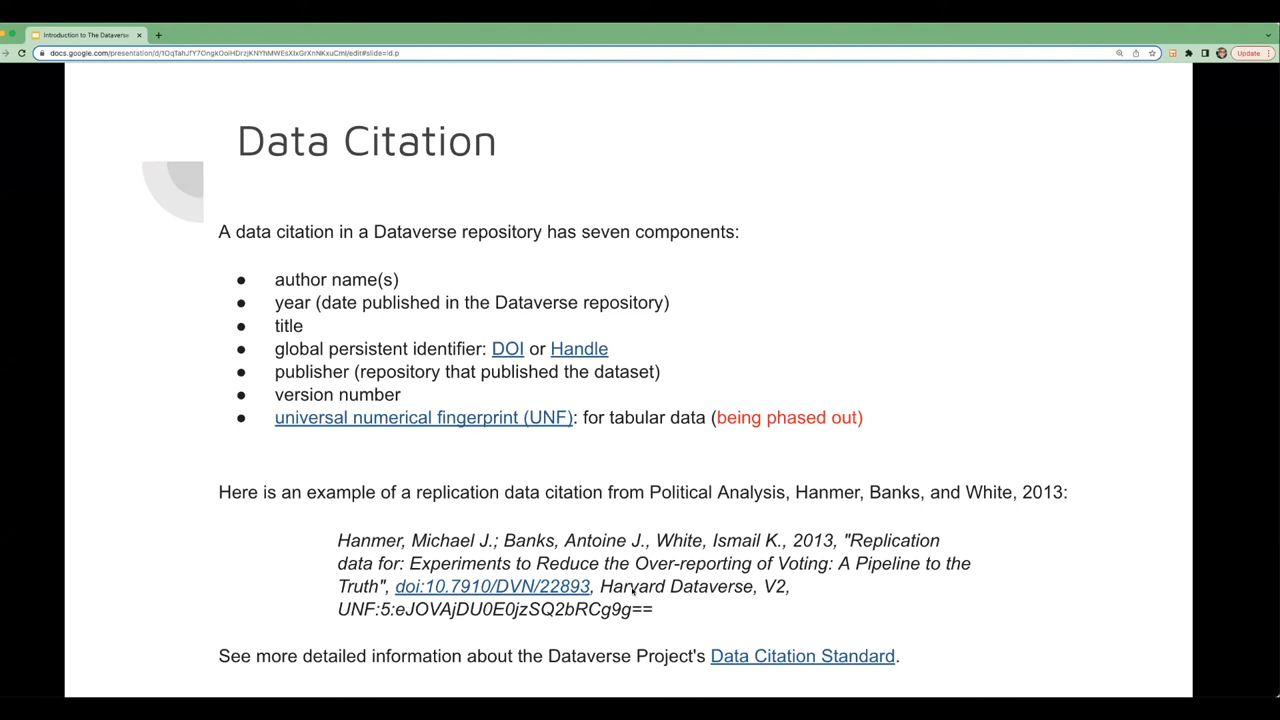 Introduction to The Dataverse
Update
Data Citation
A data citation in a Dataverse repository has seven components:
● author name(s)
● year (date published in the Dataverse repository)
● title
● global persistent identifier: DOI or Handle
● publisher (repository that published the dataset)
● version number
● universal numerical fingerprint (UNF): for tabular data (being phased out)
Here is an example of a replication data citation from Political Analysis, Hanmer, Banks, and White, 2013:
Hanmer, Michael J.; Banks, Antoine J., White, Ismail K., 2013, "Replication
data for: Experiments to Reduce the Over-reporting of Voting: A Pipeline to the
Truth", doi:10.7910/DVN/22893, Harvard Dataverse, V2,
UNF:5:eJOVAjDU0E0jzSQ2bRCg9g==
See more detailed information about the Dataverse Project's Data Citation Standard.